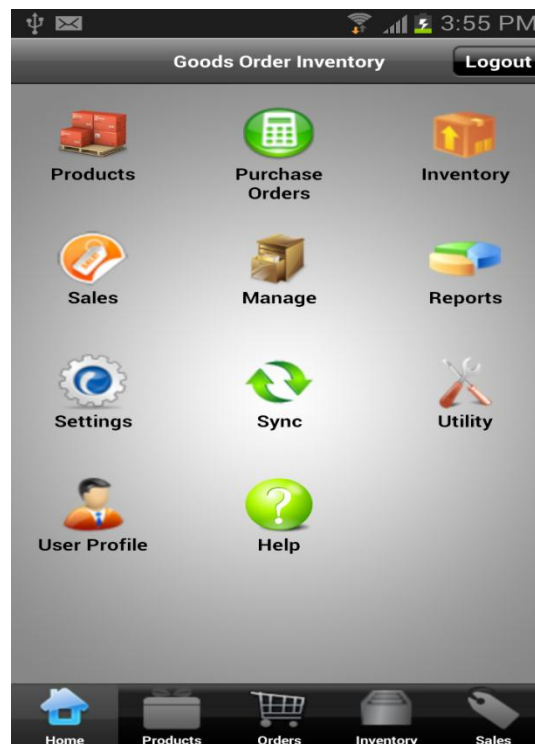 3:55 PM
Goods Order Inventory
Logout
Products
Purchase
Orders
Inventory
Sales
Manage
Reports
Settings
Sync
Utility
User Profile
Help
Home
Products
Orders
Inventory
Sales